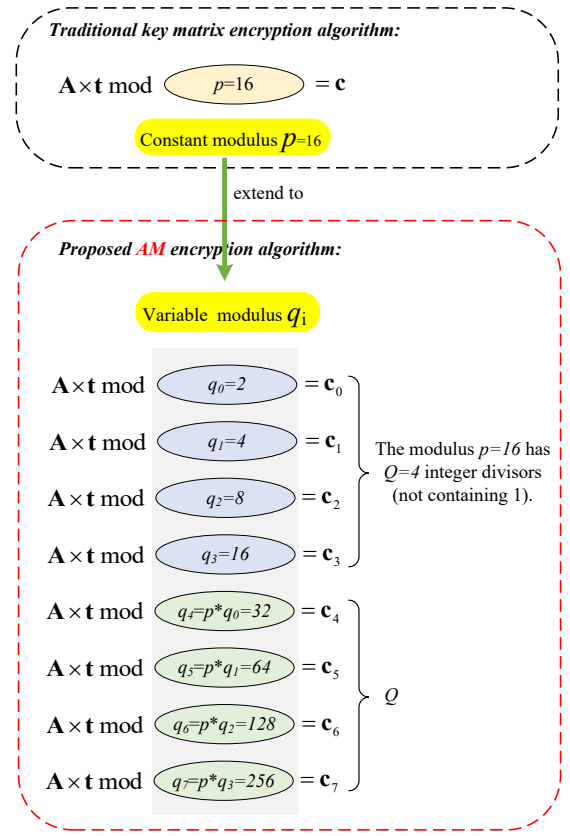 Traditional key matrix encryption algorithm:
A×t mod p=16 = c
Constant modulus p=16
extend to
Proposed AM encryption algorithm:
Variable modulus qi
A×t mod q0=2 = c0
A×t mod q1=4 = c1
A×t mod q2=8 = c2
A×t mod q3=16 = c3
The modulus p=16 has
Q=4 integer divisors
(not containing 1).
A×t mod q4=p*q0=32 = c4
A×t mod q5=p*q1=64 = c5
A×t mod q6=p*q2=128 = c6
A×t mod q7=p*q3=256 = c7
Q